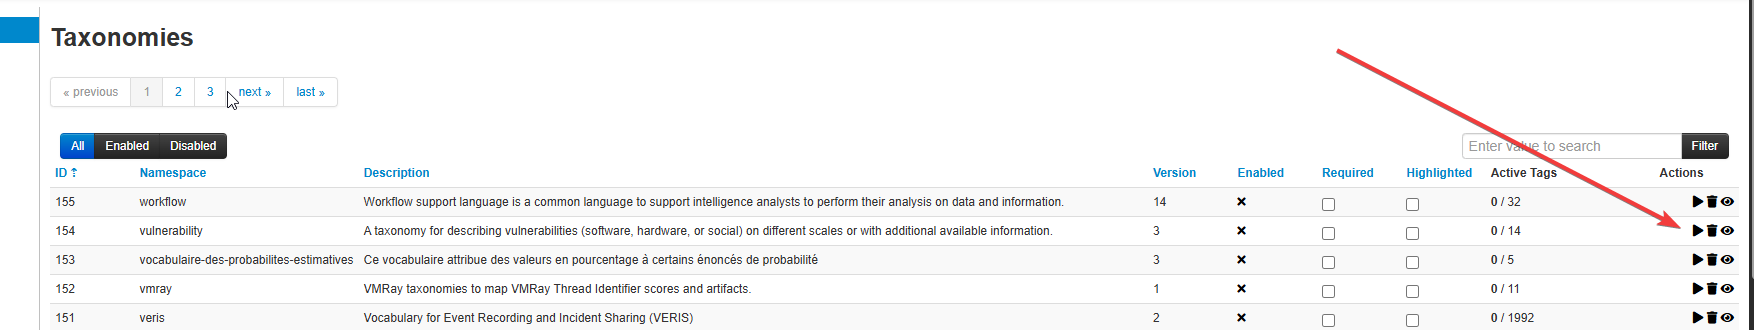 Taxonomies
« previous 1 2 3 next » last »
All Enabled Disabled Enter value to search Filter
ID Namespace Description Version Enabled Required Highlighted Active Tags Actions
155 workflow Workflow support language is a common language to support intelligence analysts to perform their analysis on data and information. 14 0 / 32
154 vulnerability A taxonomy for describing vulnerabilities (software, hardware, or social) on different scales or with additional available information. 3 0 / 14
153 vocabulaire-des-probabilites-estimatives Ce vocabulaire attribue des valeurs en pourcentage à certains énoncés de probabilité 3 0 / 5
152 vmray VMRay taxonomies to map VMRay Thread Identifier scores and artifacts. 1 0 / 11
151 veris Vocabulary for Event Recording and Incident Sharing (VERIS) 2 0 / 1992